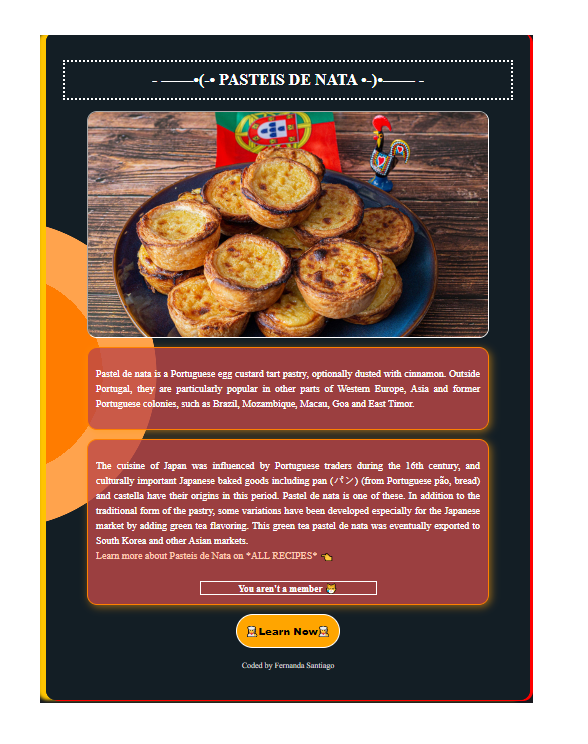 - ——–•(-• PASTEIS DE NATA •-)•–—— -
Pastel de nata is a Portuguese egg custard tart pastry, optionally dusted with cinnamon. Outside
Portugal, they are particularly popular in other parts of Western Europe, Asia and former
Portuguese colonies, such as Brazil, Mozambique, Macau, Goa and East Timor.
The cuisine of Japan was influenced by Portuguese traders during the 16th century, and
culturally important Japanese baked goods including pan (パン) (from Portuguese pão, bread)
and castella have their origins in this period. Pastel de nata is one of these. In addition to the
traditional form of the pastry, some variations have been developed especially for the Japanese
market by adding green tea flavoring. This green tea pastel de nata was eventually exported to
South Korea and other Asian markets.
Learn more about Pasteis de Nata on *ALL RECIPES* 👈
You aren't a member 😼
Learn Now
Coded by Fernanda Santiago